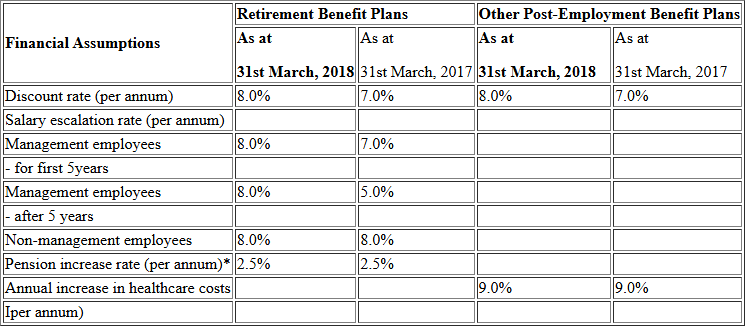 Financial Assumptions Retirement Benefit Plans Other Post-Employment Benefit Plans
As at As at As at As at
31st March, 2018 31st March, 2017 31st March, 2018 31st March, 2017
Discount rate (per annum) 8.0% 7.0% 8.0% 7.0%
Salary escalation rate (per annum)
Management employees 8.0% 7.0%
- for first 5years
Management employees 8.0% 5.0%
- after 5 years
Non-management employees 8.0% 8.0%
Pension increase rate (per annum)* 2.5% 2.5%
Annual increase in healthcare costs 9.0% 9.0%
Iper annum)